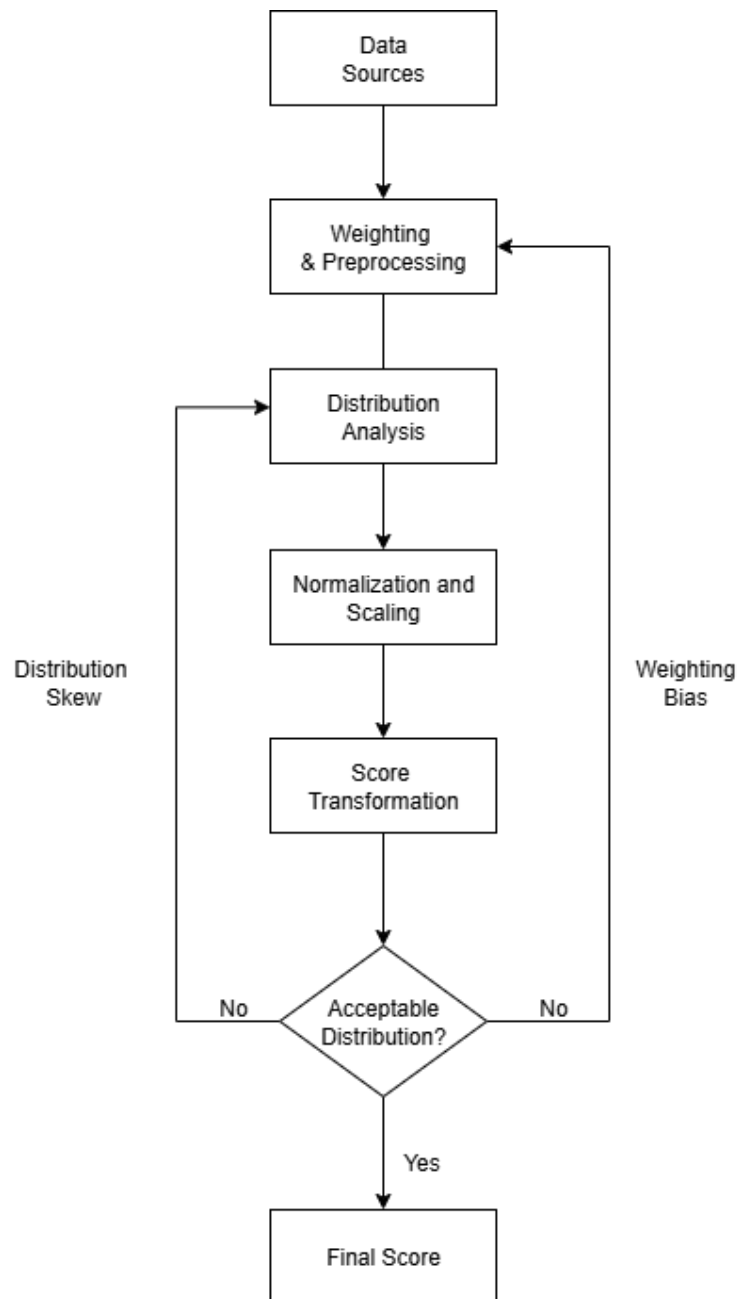 Data
Sources
Weighting
& Preprocessing
Distribution
Analysis
Normalization and
Scaling
Distribution
Skew
Weighting
Bias
Score
Transformation
No
Acceptable
Distribution?
No
Yes
Final Score